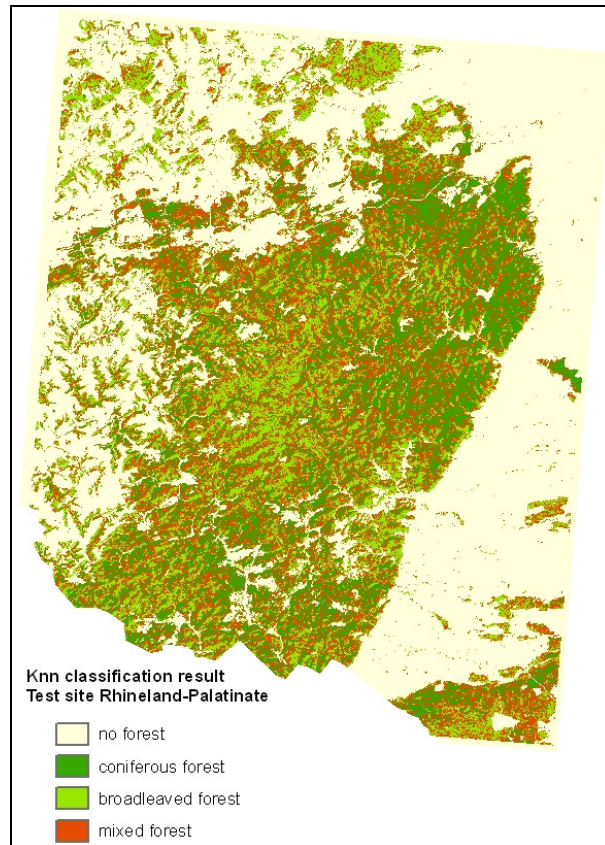 Knn classification result
Test site Rhineland-Palatinate
no forest
coniferous forest
broadleaved forest
mixed forest